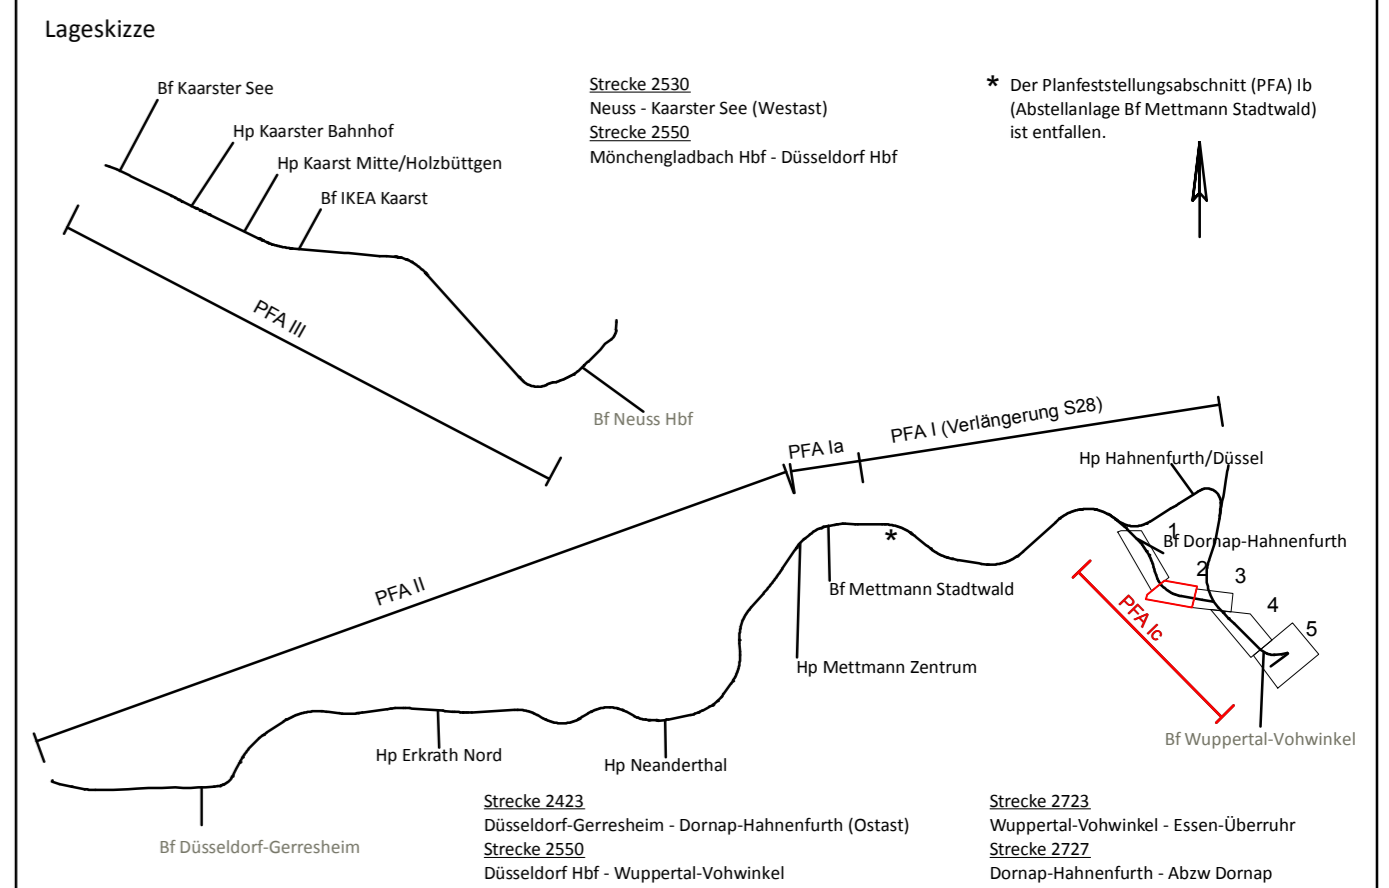 Lageskizze
Bf Kaarster See
Hp Kaarster Bahnhof
Hp Kaarst Mitte/Holzbüttgen
Bf IKEA Kaarst
Strecke 2530
Neuss - Kaarster See (Westast)
Strecke 2550
Mönchengladbach Hbf - Düsseldorf Hbf
* Der Planfeststellungsabschnitt (PFA) Ib
(Abstellanlage Bf Mettmann Stadtwald)
ist entfallen.
PFA III
Bf Neuss Hbf
PFA Ia
PFA I (Verlängerung S28)
Hp Hahnenfurth/Düssel
*
1
Bf Dornap-Hahnenfurth
2
3
4
5
PFA II
Bf Mettmann Stadtwald
PFA Ic
Hp Mettmann Zentrum
Bf Wuppertal-Vohwinkel
Hp Erkrath Nord
Hp Neanderthal
Bf Düsseldorf-Gerresheim
Strecke 2423
Düsseldorf-Gerresheim - Dornap-Hahnenfurth (Ostast)
Strecke 2550
Düsseldorf Hbf - Wuppertal-Vohwinkel
Strecke 2723
Wuppertal-Vohwinkel - Essen-Überruhr
Strecke 2727
Dornap-Hahnenfurth - Abzw Dornap